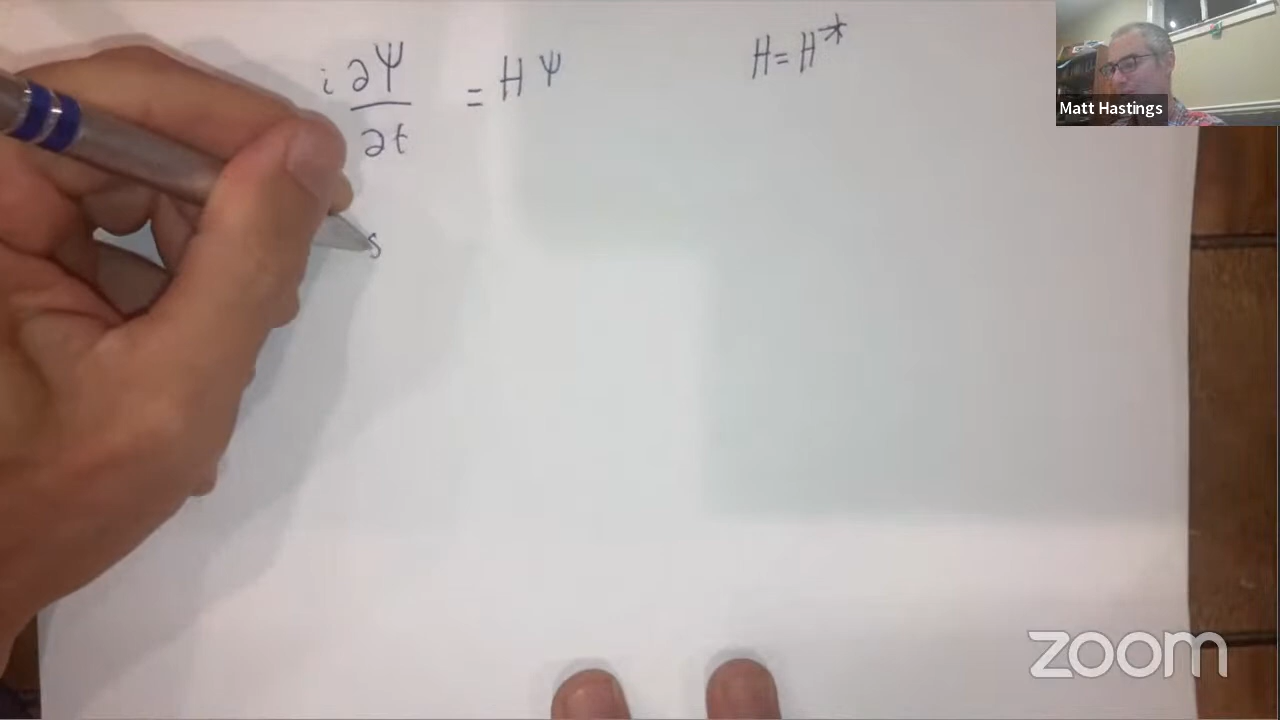 i ∂Ψ/∂t = H Ψ
H = H*
s
Matt Hastings
zoom